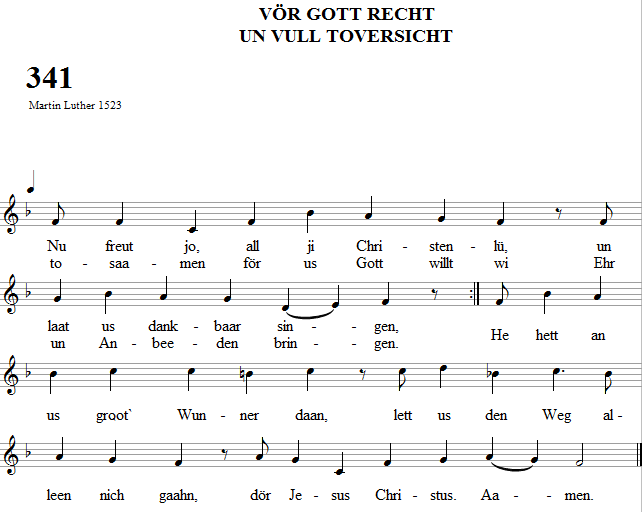 VÖR GOTT RECHT
UN VULL TOVERSICHT
341
Martin Luther 1523
Nu freut jo, all ji Chri - sten - lü, un
to - saa - men för us Gott willt wi Ehr
laat us dank - baar sin - - gen,
un An - bee - den brin - - gen.
He hett an
us groot` Wun - ner daan, lett us den Weg al -
leen nich gaahn, dör Je - sus Chri - stus. Aa - - men.